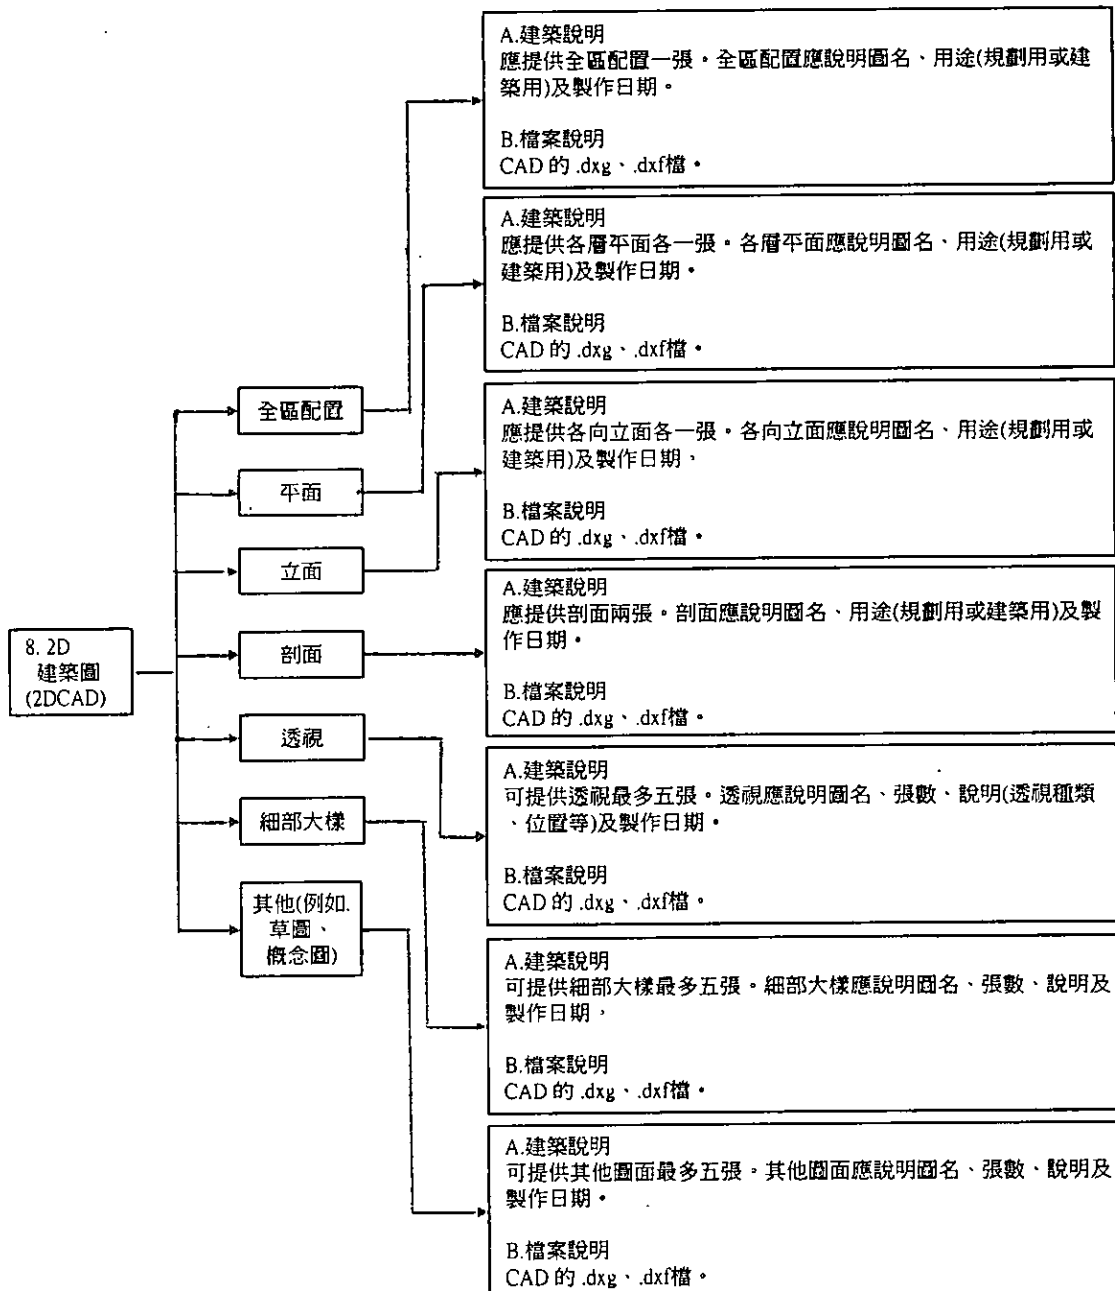 8. 2D
建築圖
(2DCAD)
全區配置
平面
立面
剖面
透視
細部大樣
其他(例如.
草圖、
概念圖)
A.建築說明
應提供全區配置一張。全區配置應說明圖名、用途(規劃用或建
築用)及製作日期。
B.檔案說明
CAD 的 .dxg、.dxf檔。
A.建築說明
應提供各層平面各一張。各層平面應說明圖名、用途(規劃用或
建築用)及製作日期。
B.檔案說明
CAD 的 .dxg、.dxf檔。
A.建築說明
應提供各向立面各一張。各向立面應說明圖名、用途(規劃用或
建築用)及製作日期,
B.檔案說明
CAD 的 .dxg、.dxf檔。
A.建築說明
應提供剖面兩張。剖面應說明圖名、用途(規劃用或建築用)及製
作日期。
B.檔案說明
CAD 的 .dxg、.dxf檔。
A.建築說明
可提供透視最多五張。透視應說明圖名、張數、說明(透視種類
、位置等)及製作日期。
B.檔案說明
CAD 的 .dxg、.dxf檔。
A.建築說明
可提供細部大樣最多五張。細部大樣應說明圖名、張數、說明及
製作日期,
B.檔案說明
CAD 的 .dxg、.dxf檔。
A.建築說明
可提供其他圖面最多五張。其他圖面應說明圖名、張數、說明及
製作日期。
B.檔案說明
CAD 的 .dxg、.dxf檔。